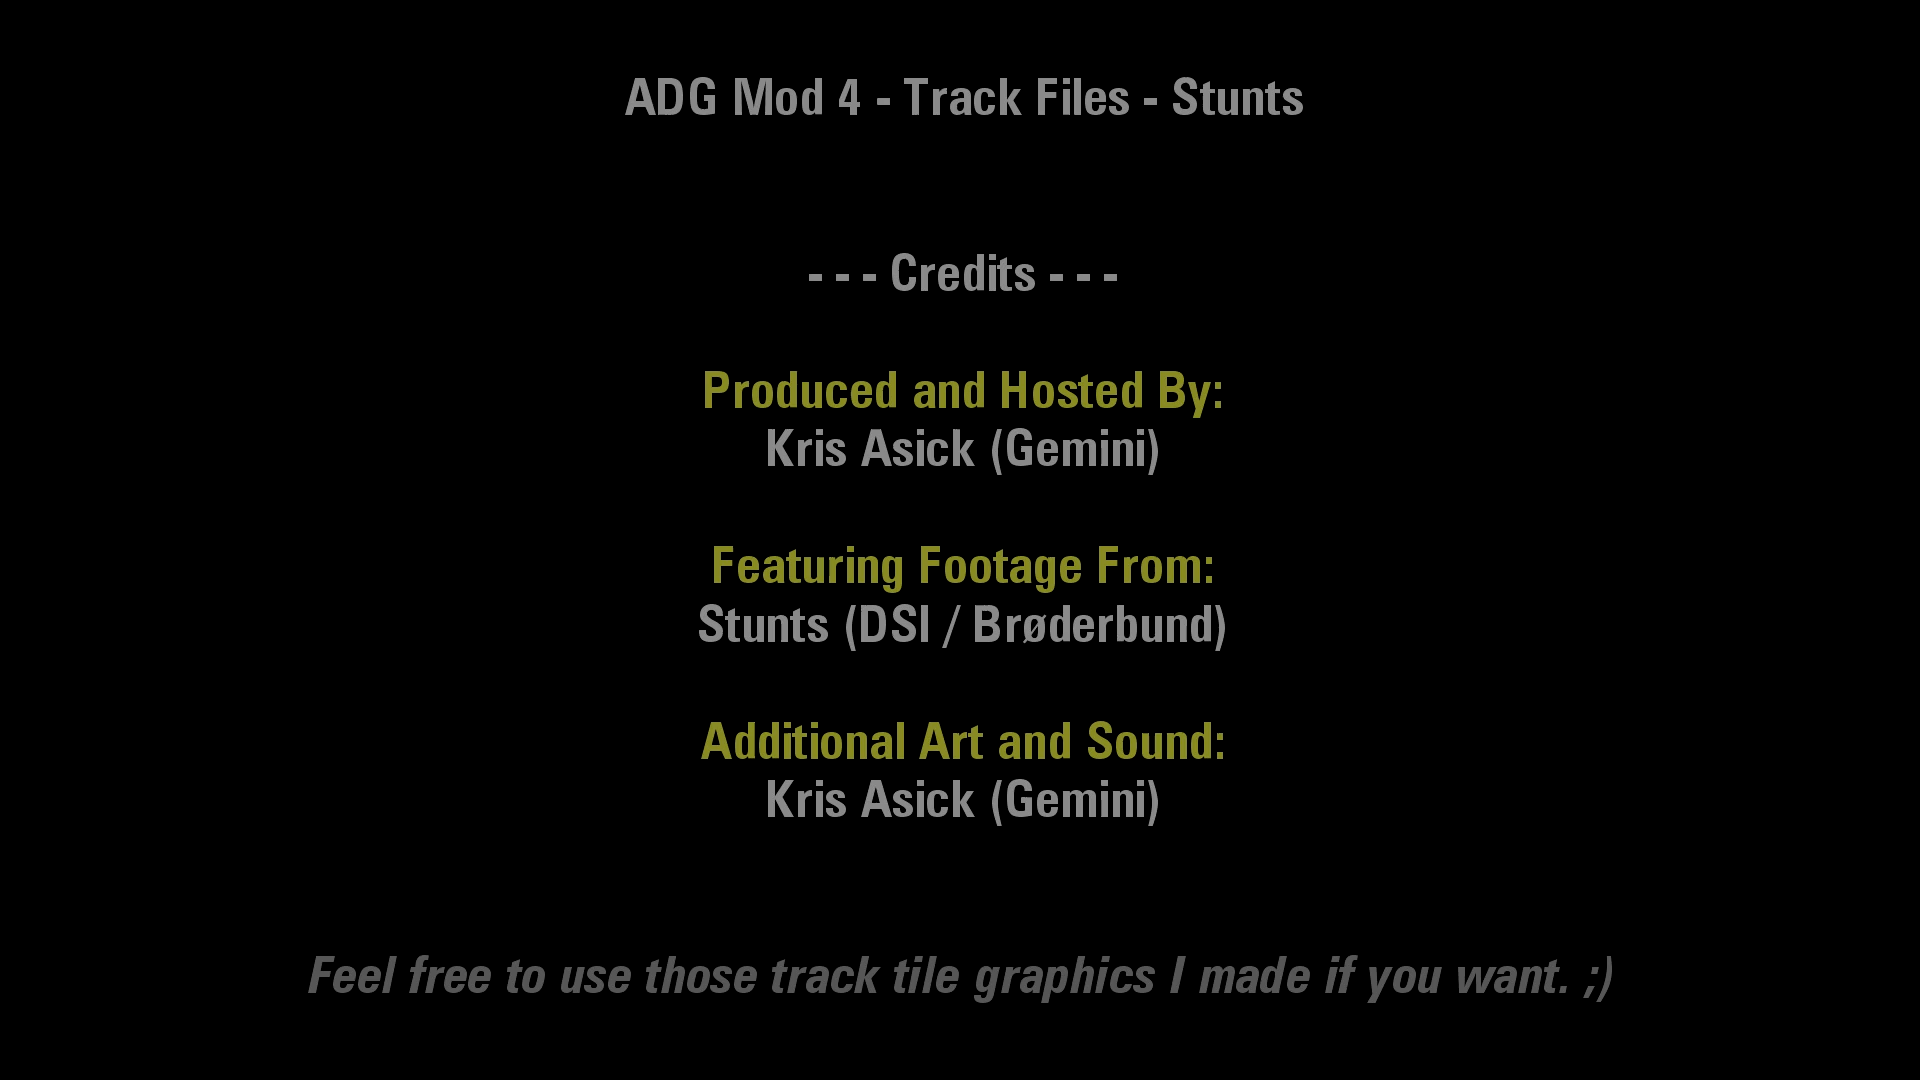 ADG Mod 4 - Track Files - Stunts
- - - Credits - - -
Produced and Hosted By:
Kris Asick (Gemini)
Featuring Footage From:
Stunts (DSI / Brøderbund)
Additional Art and Sound:
Kris Asick (Gemini)
Feel free to use those track tile graphics I made if you want. ;)